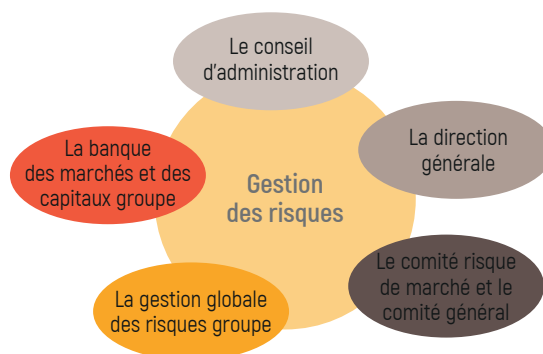 Le conseil
d'administration
La direction
générale
Le comité risque
de marché et le
comité général
La gestion globale
des risques groupe
La banque
des marchés et des
capitaux groupe
Gestion
des risques